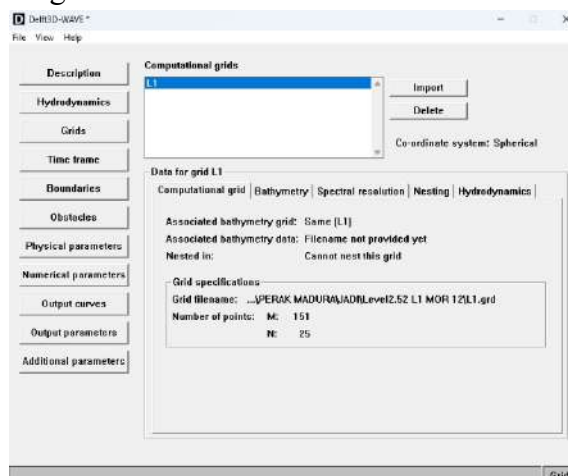 Delft3D-WAVE *
File View Help
Description
Hydrodynamics
Grids
Time frame
Boundaries
Obstacles
Physical parameters
Numerical parameters
Output curves
Output parameters
Additional parameters
Computational grids
L1
Import
Delete
Co-ordinate system: Spherical
Data for grid L1
Computational grid Bathymetry Spectral resolution Nesting Hydrodynamics
Associated bathymetry grid: Same (L1)
Associated bathymetry data: Filename not provided yet
Nested in: Cannot nest this grid
Grid specifications
Grid filename: ...\PERAK MADURA\JADI\Level2.52 L1 MOR 12\L1.grd
Number of points: M: 151
N: 25